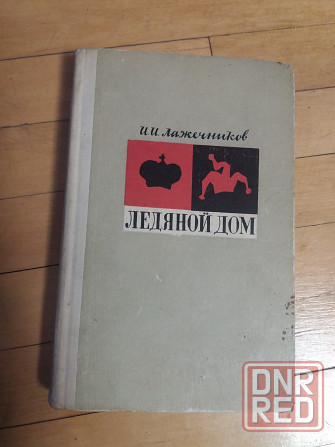 И.И. Лажечников
ЛЕДЯНОЙ ДОМ
DNR
RED